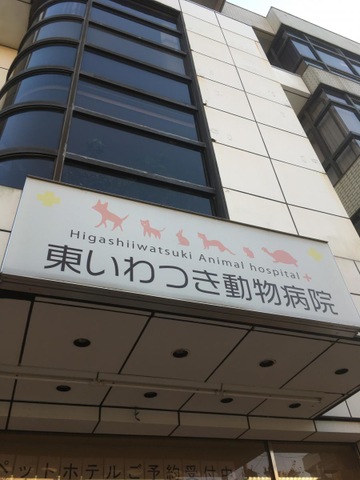 Higashiiwatsuki Animal hospital
東いわつき動物病院
ペットホテルご予約受付中